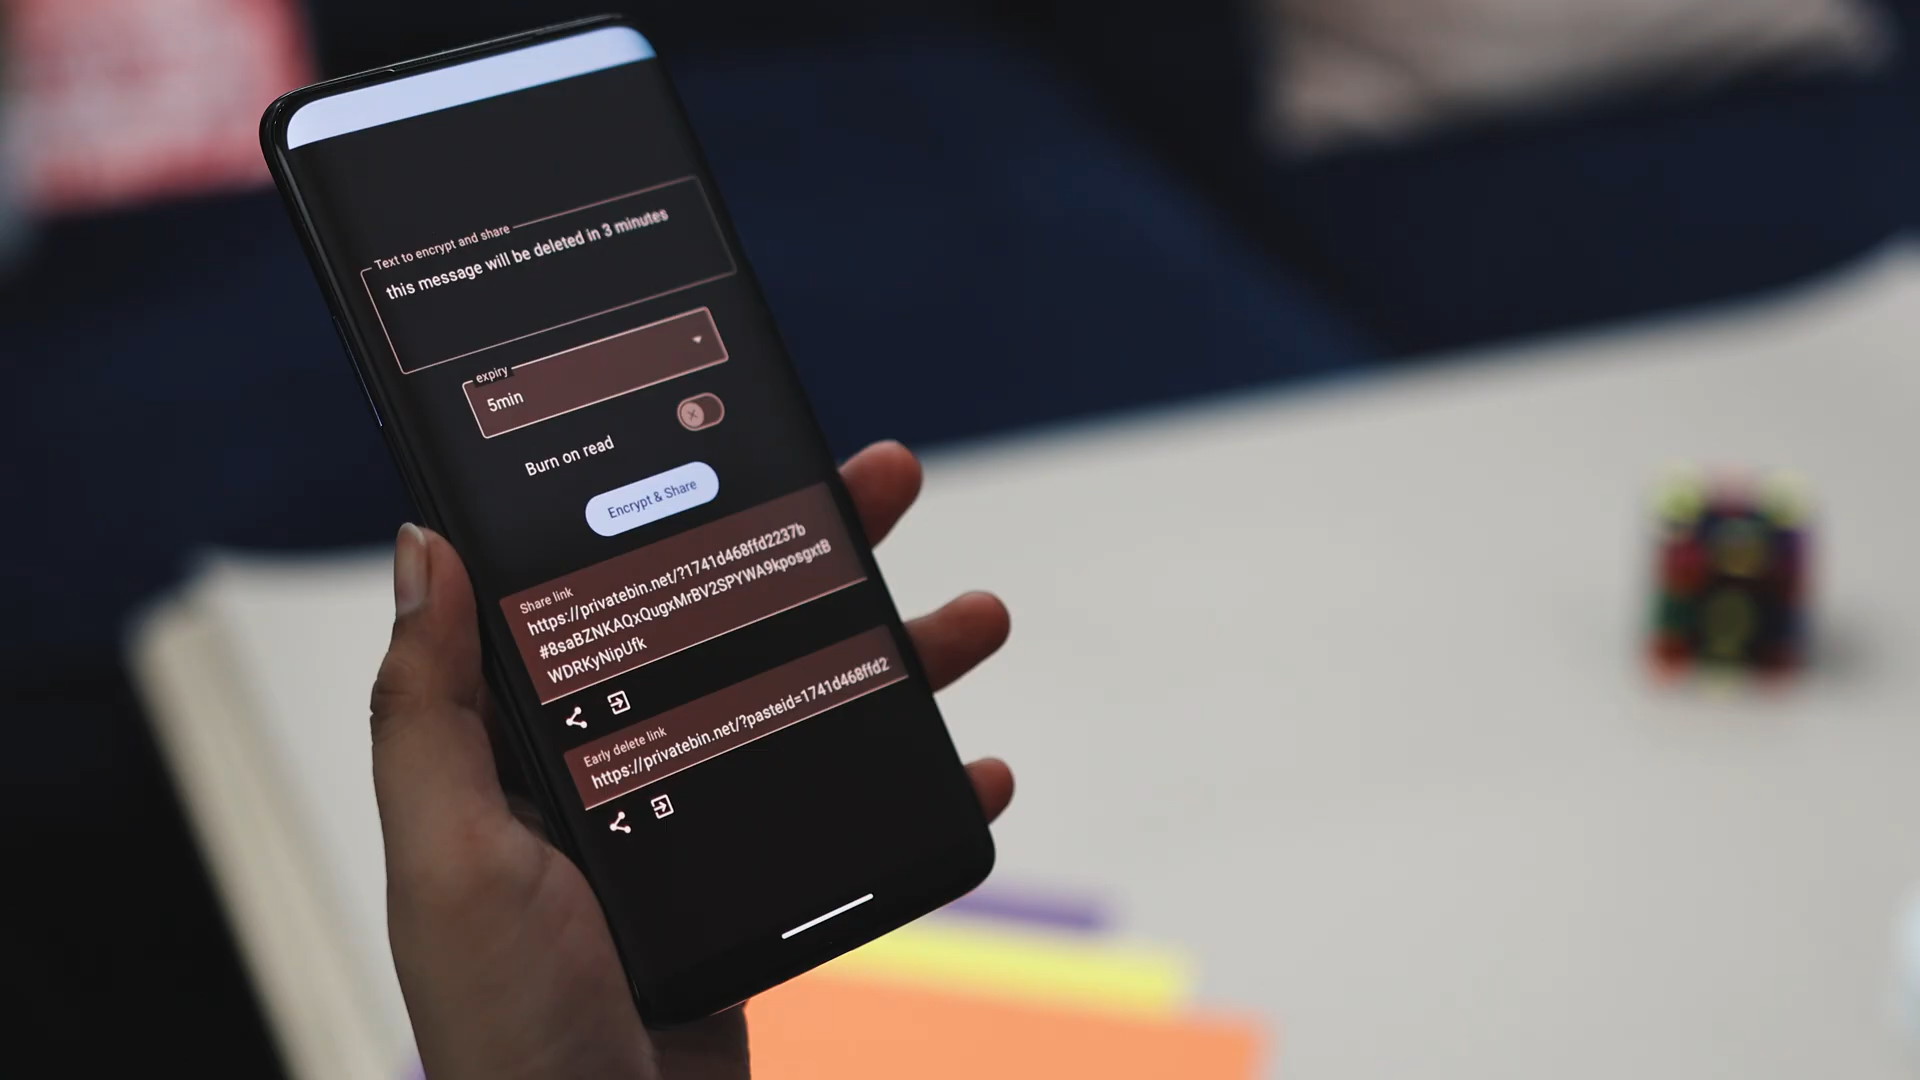 Text to encrypt and share
this message will be deleted in 3 minutes
expiry
5min
Burn on read
Encrypt & Share
Share link
https://privatebin.net/?1741d468ffd2237b
#8saBZNKAQxQugxMrBV2SPYWA9kposgxtB
WDRKyNipUfk
Early delete link
https://privatebin.net/?pasteid=1741d468ffd2